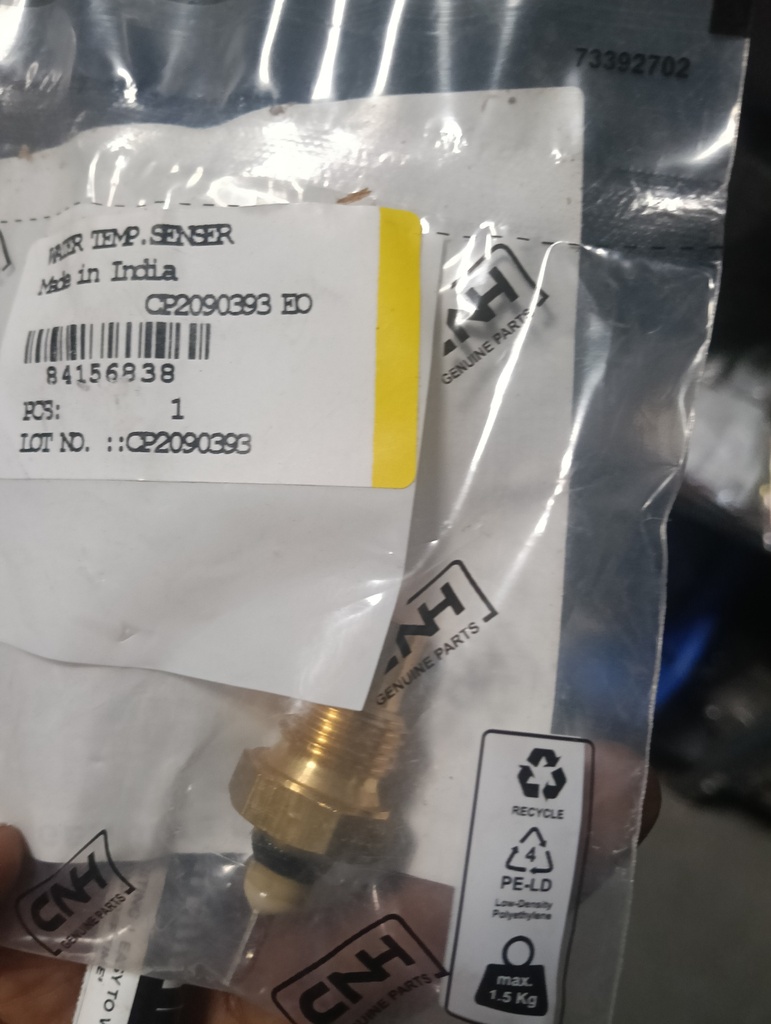 73392702
WATER TEMP.SENSER
Made in India
CP2090393 EO
84156838
PCS: 1
LOT NO. ::CP2090393
CNH
GENUINE PARTS
CNH
GENUINE PARTS
RECYCLE
4
PE-LD
Low-Density
Polyethylene
max.
1.5 Kg
CNH
GENUINE PARTS
CNH
GENUINE PARTS